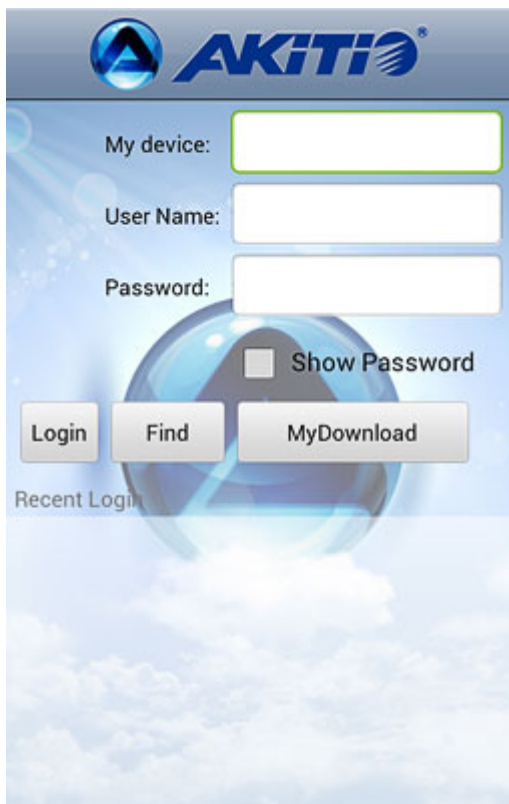 AKiTiO®
My device:
User Name:
Password:
Show Password
Login Find MyDownload
Recent Login